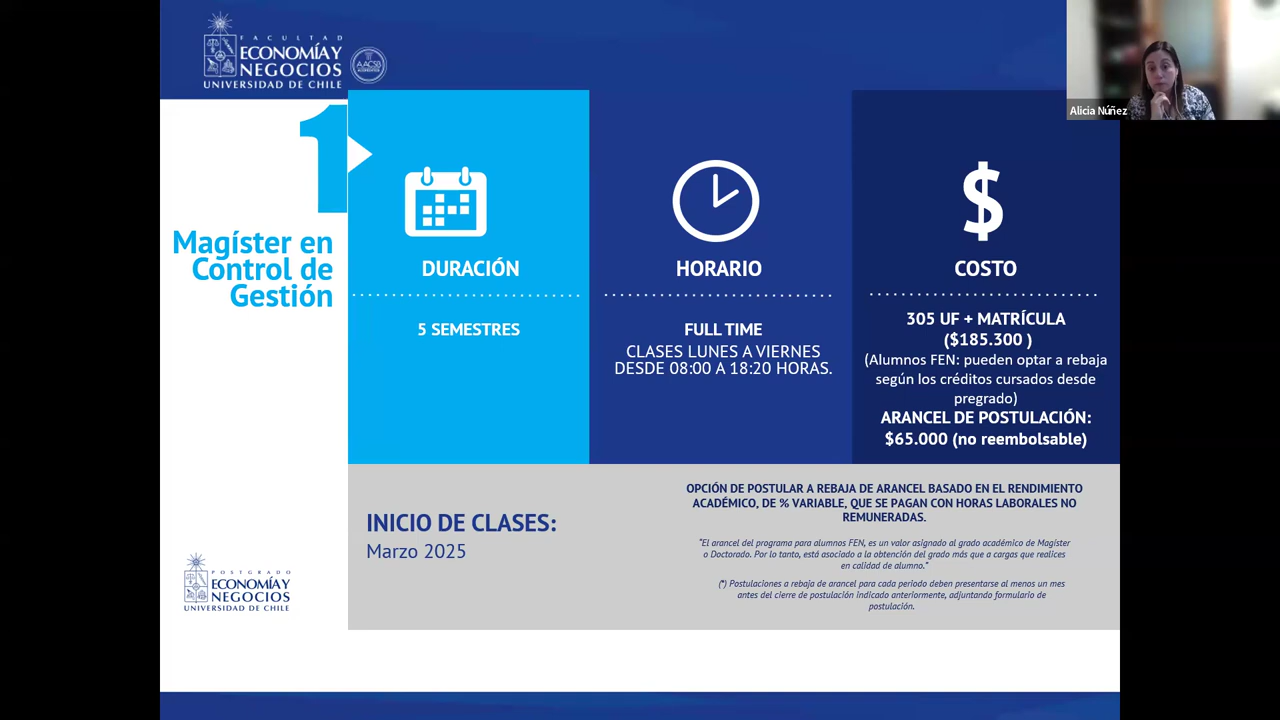 FACULTAD
ECONOMÍA Y
NEGOCIOS
UNIVERSIDAD DE CHILE
AACSB
ACCREDITED
Alicia Núñez
1
Magíster en
Control de
Gestión
DURACIÓN
5 SEMESTRES
HORARIO
FULL TIME
CLASES LUNES A VIERNES
DESDE 08:00 A 18:20 HORAS.
$
COSTO
305 UF + MATRÍCULA
($185.300 )
(Alumnos FEN: pueden optar a rebaja
según los créditos cursados desde
pregrado)
ARANCEL DE POSTULACIÓN:
$65.000 (no reembolsable)
INICIO DE CLASES:
Marzo 2025
OPCIÓN DE POSTULAR A REBAJA DE ARANCEL BASADO EN EL RENDIMIENTO
ACADÉMICO, DE % VARIABLE, QUE SE PAGAN CON HORAS LABORALES NO
REMUNERADAS.
"El arancel del programa para alumnos FEN, es un valor asignado al grado académico de Magíster
o Doctorado. Por lo tanto, está asociado a la obtención del grado más que a cargas que realices
en calidad de alumno."
(*) Postulaciones a rebaja de arancel para cada periodo deben presentarse al menos un mes
antes del cierre de postulación indicado anteriormente, adjuntando formulario de
postulación.
POSTGRADO
ECONOMÍA Y
NEGOCIOS
UNIVERSIDAD DE CHILE